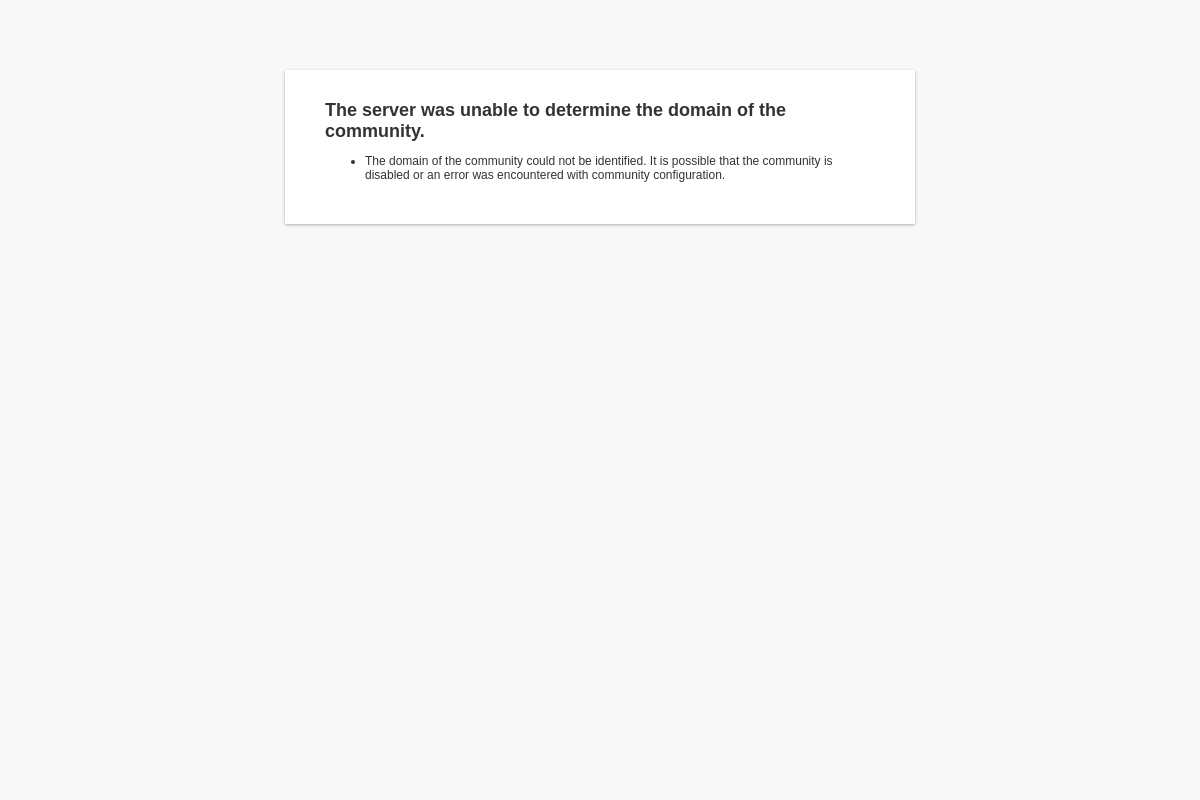 The server was unable to determine the domain of the
community.
• The domain of the community could not be identified. It is possible that the community is
disabled or an error was encountered with community configuration.